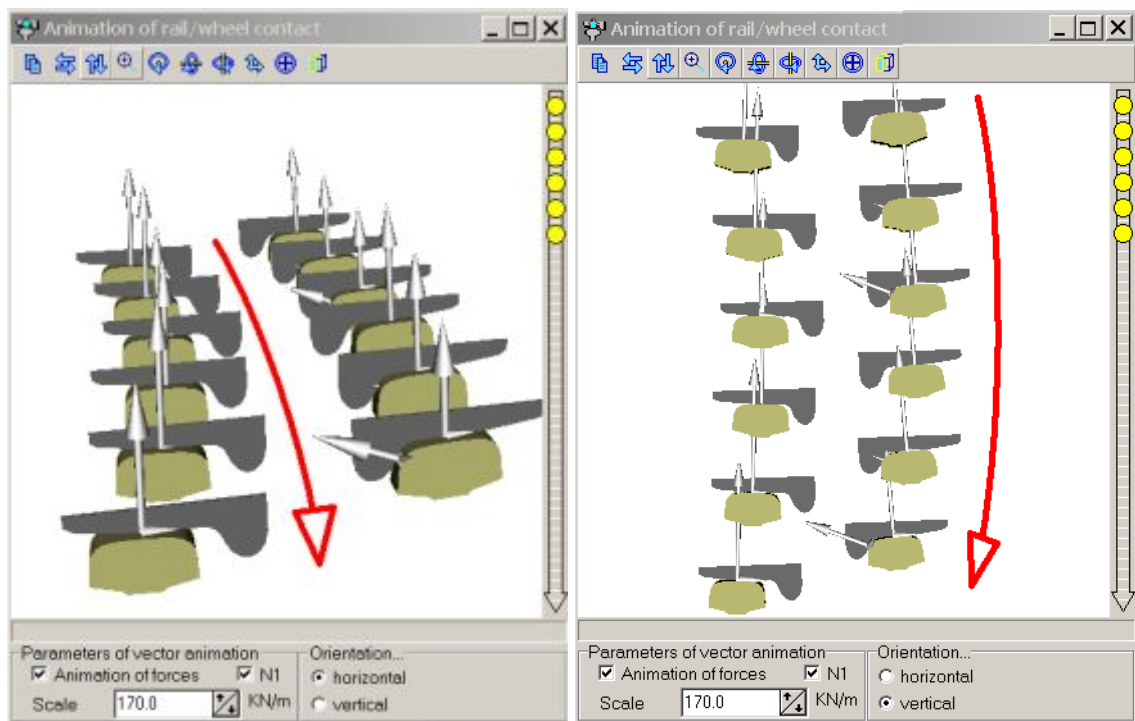 Animation of rail/wheel contact
Parameters of vector animation
Animation of forces
N1
Scale
170.0
KN/m
Orientation...
horizontal
vertical
Animation of rail/wheel contact
Parameters of vector animation
Animation of forces
N1
Scale
170.0
KN/m
Orientation...
horizontal
vertical